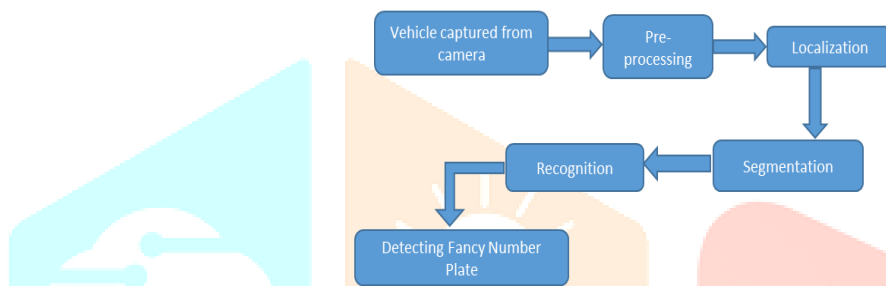 Vehicle captured from
camera
Pre-
processing
Localization
Segmentation
Recognition
Detecting Fancy Number
Plate